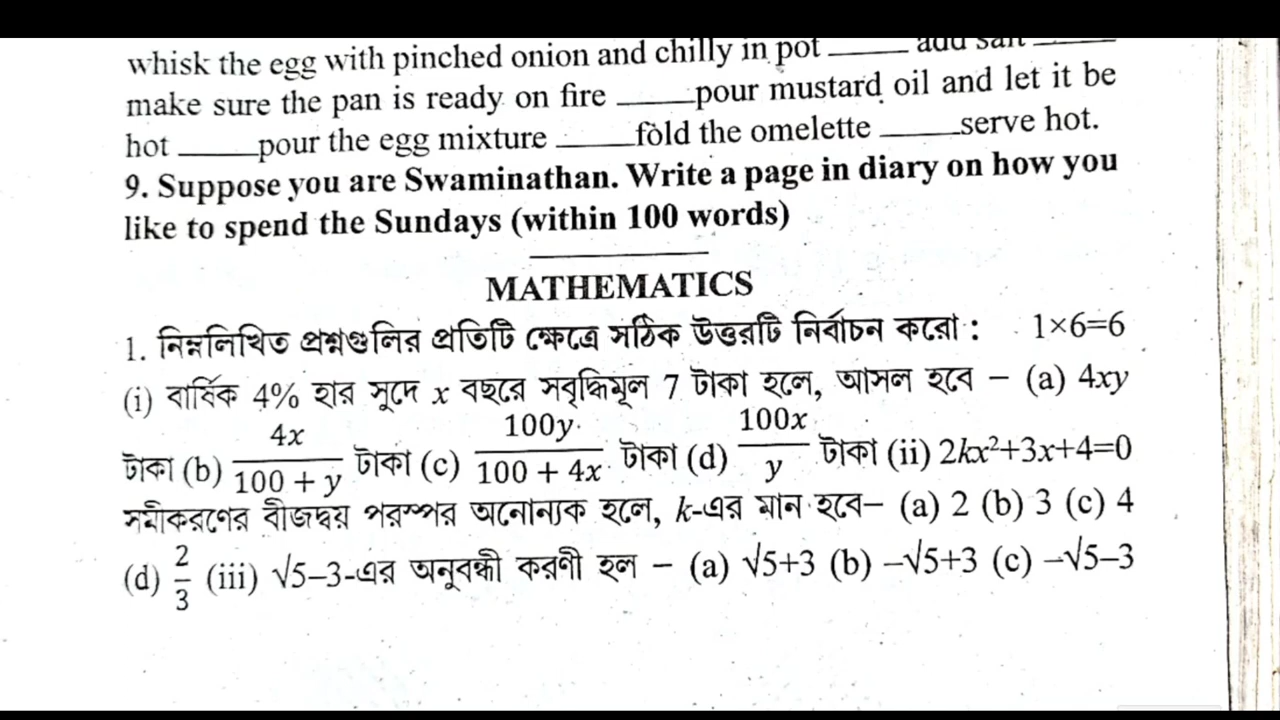 whisk the egg with pinched onion and chilly in pot _____ add salt _____
make sure the pan is ready on fire _____pour mustard oil and let it be
hot _____pour the egg mixture _____fold the omelette _____serve hot.
9. Suppose you are Swaminathan. Write a page in diary on how you
like to spend the Sundays (within 100 words)
MATHEMATICS
1. নিম্নলিখিত প্রশ্নগুলির প্রতিটি ক্ষেত্রে সঠিক উত্তরটি নির্বাচন করো : 1×6=6
(i) বার্ষিক 4% হার সুদে x বছরে সবৃদ্ধিমূল 7 টাকা হলে, আসল হবে – (a) 4xy
টাকা (b) 4x/(100 + y) টাকা (c) 100y/(100 + 4x) টাকা (d) 100x/y টাকা (ii) 2kx²+3x+4=0
সমীকরণের বীজদ্বয় পরস্পর অনোন্যক হলে, k-এর মান হবে– (a) 2 (b) 3 (c) 4
(d) 2/3 (iii) √5–3-এর অনুবন্ধী করণী হল – (a) √5+3 (b) –√5+3 (c) –√5–3